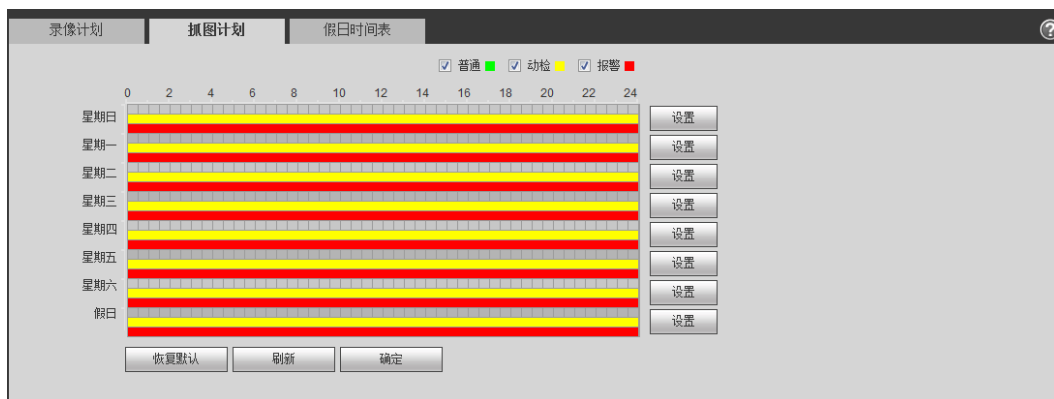 录像计划 抓图计划 假日时间表 ?
普通 动检 报警
0 2 4 6 8 10 12 14 16 18 20 22 24
星期日 设置
星期一 设置
星期二 设置
星期三 设置
星期四 设置
星期五 设置
星期六 设置
假日 设置
恢复默认 刷新 确定